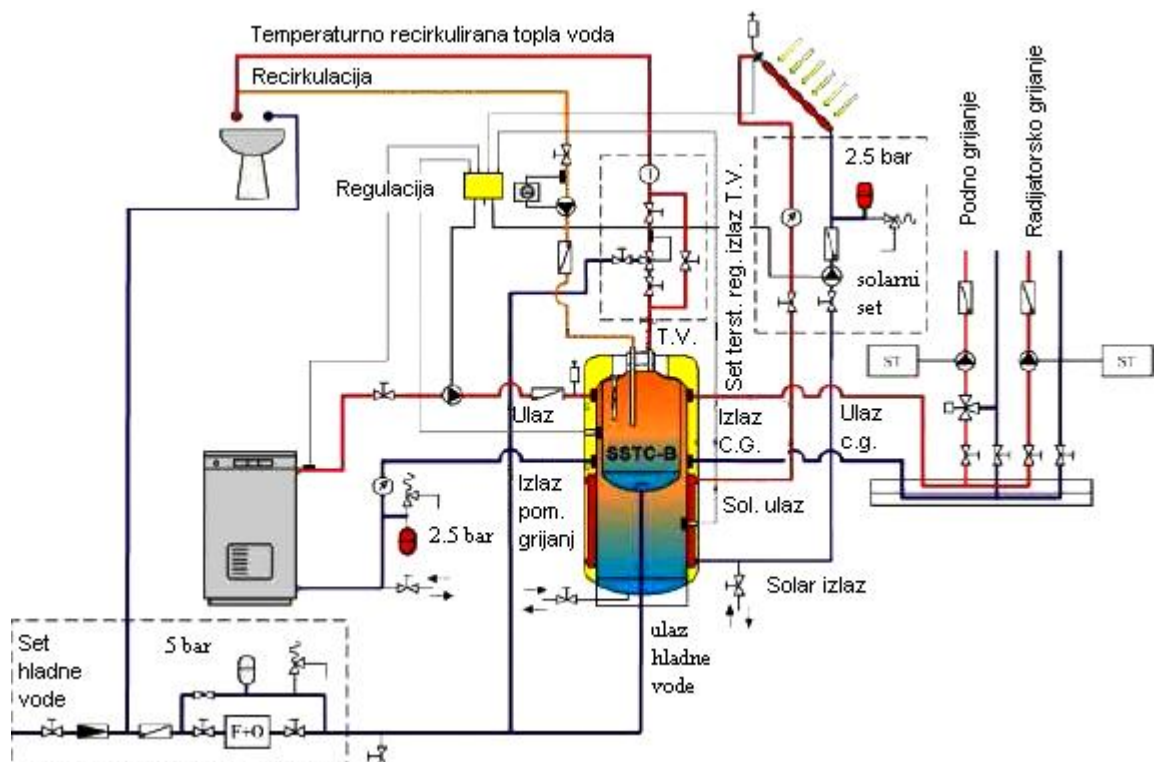 Temperaturno recirkulirana topla voda
Recirkulacija
Regulacija
2.5 bar
solarni
set
Podno grijanje
Radijatorsko grijanje
Set terst. reg. izlaz T.V.
T.V.
ST
ST
Ulaz
Izlaz
C.G.
Ulaz
c.g.
SSTC-B
Izlaz
pom.
grijanj
2.5 bar
Sol. ulaz
Solar izlaz
ulaz
hladne
vode
Set
hladne
vode
5 bar
F+O